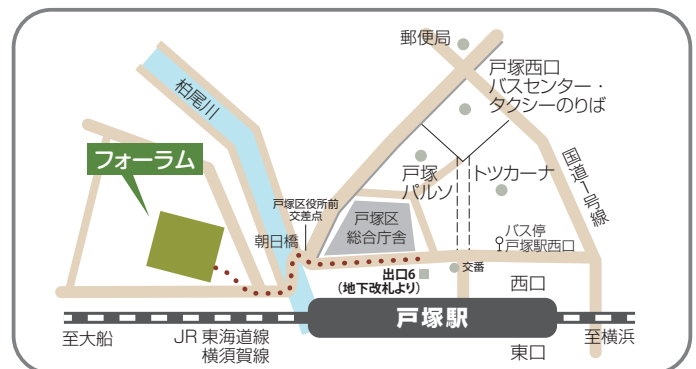 郵便局
戸塚西口
バスセンター・
タクシーのりば
柏尾川
フォーラム
戸塚
パルソ
トツカーナ
国道1号線
戸塚区役所前
交差点
戸塚区
総合庁舎
朝日橋
バス停
戸塚駅西口
出口6
(地下改札より)
交番
西口
戸塚駅
至大船
JR 東海道線
横須賀線
東口
至横浜